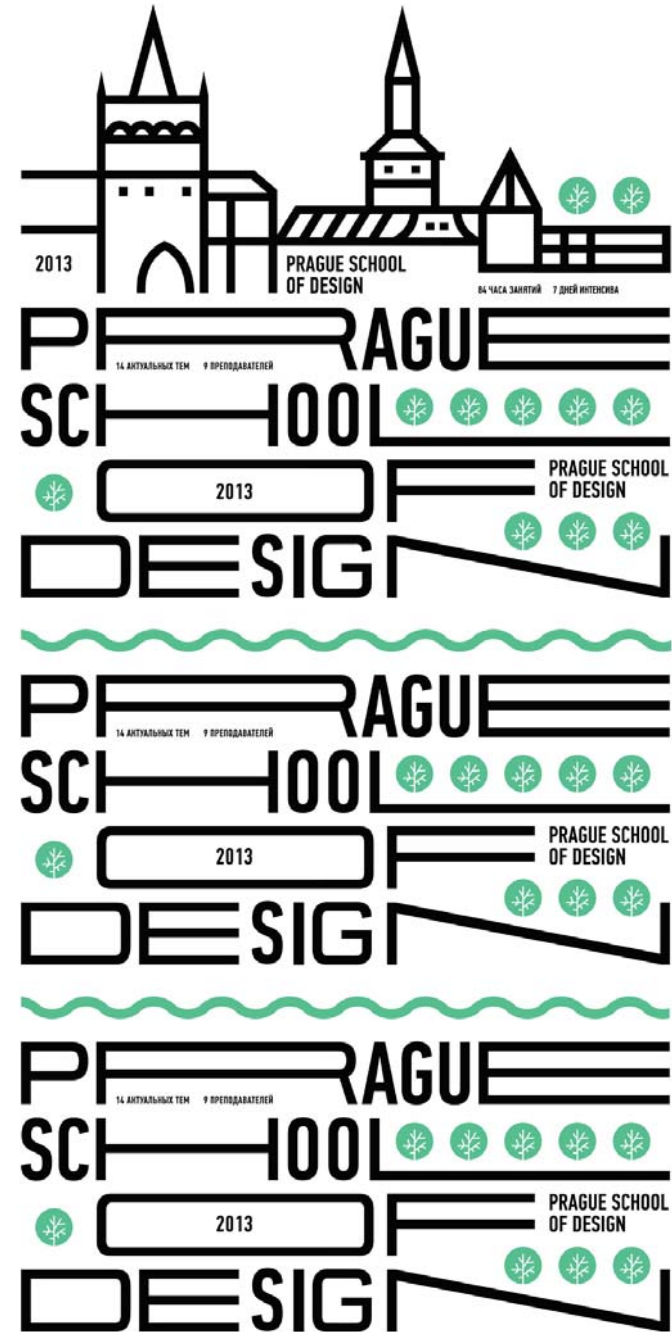 2013
PRAGUE SCHOOL
OF DESIGN
84 ЧАСА ЗАНЯТИЙ 7 ДНЕЙ ИНТЕНСИВА
PRAGUE
14 АКТУАЛЬНЫХ ТЕМ 9 ПРЕПОДАВАТЕЛЕЙ
SCHOOL
OF
2013
PRAGUE SCHOOL
OF DESIGN
DESIGN
PRAGUE
14 АКТУАЛЬНЫХ ТЕМ 9 ПРЕПОДАВАТЕЛЕЙ
SCHOOL
OF
2013
PRAGUE SCHOOL
OF DESIGN
DESIGN
PRAGUE
14 АКТУАЛЬНЫХ ТЕМ 9 ПРЕПОДАВАТЕЛЕЙ
SCHOOL
OF
2013
PRAGUE SCHOOL
OF DESIGN
DESIGN